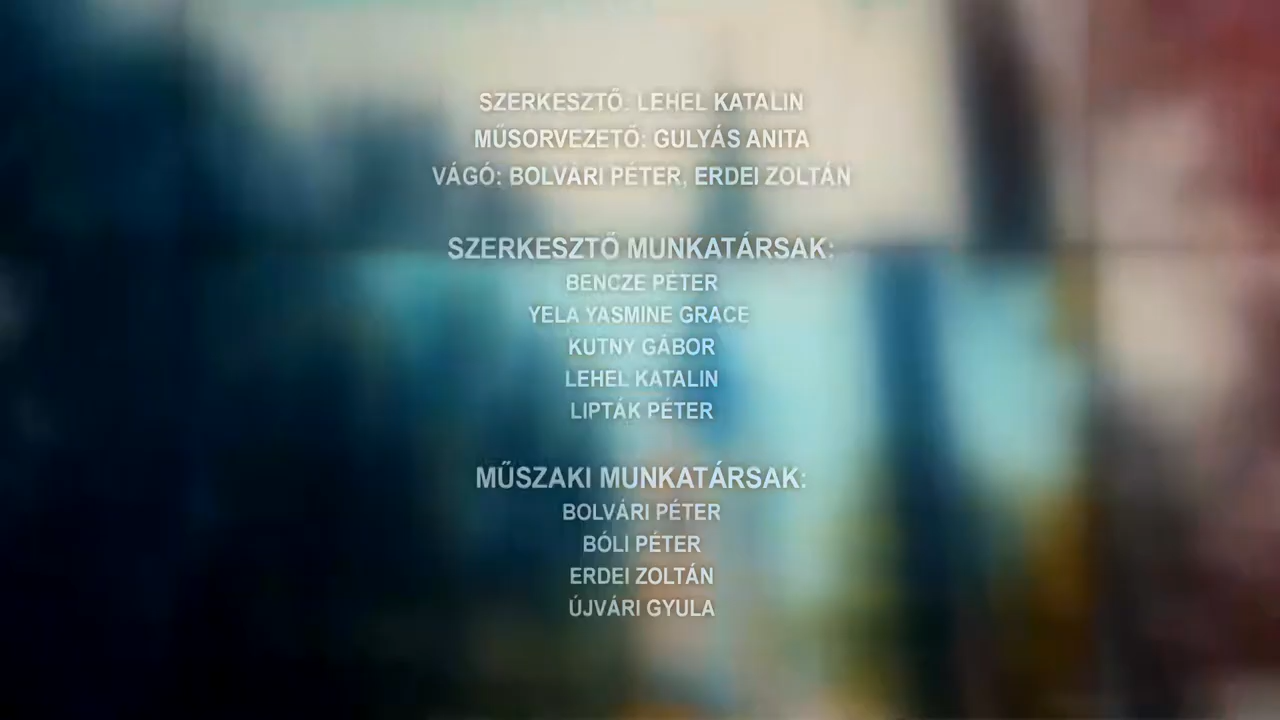 SZERKESZTŐ: LEHEL KATALIN
MŰSORVEZETŐ: GULYÁS ANITA
VÁGÓ: BOLVÁRI PÉTER, ERDEI ZOLTÁN
SZERKESZTŐ MUNKATÁRSAK:
BENCZE PÉTER
YELA YASMINE GRACE
KUTNY GÁBOR
LEHEL KATALIN
LIPTÁK PÉTER
MŰSZAKI MUNKATÁRSAK:
BOLVÁRI PÉTER
BÓLI PÉTER
ERDEI ZOLTÁN
ÚJVÁRI GYULA